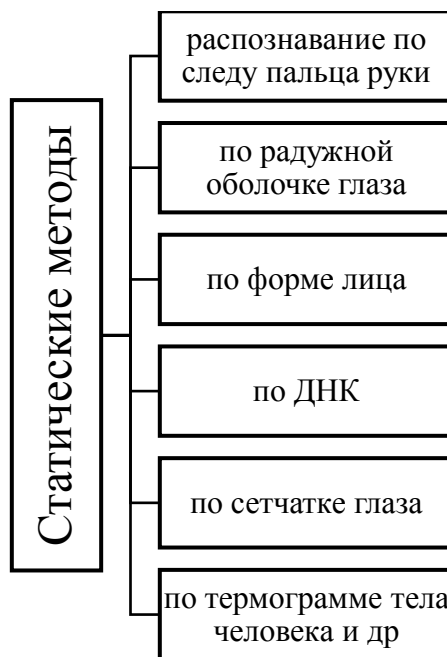 Статические методы
распознавание по
следу пальца руки
по радужной
оболочке глаза
по форме лица
по ДНК
по сетчатке глаза
по термограмме тела
человека и др